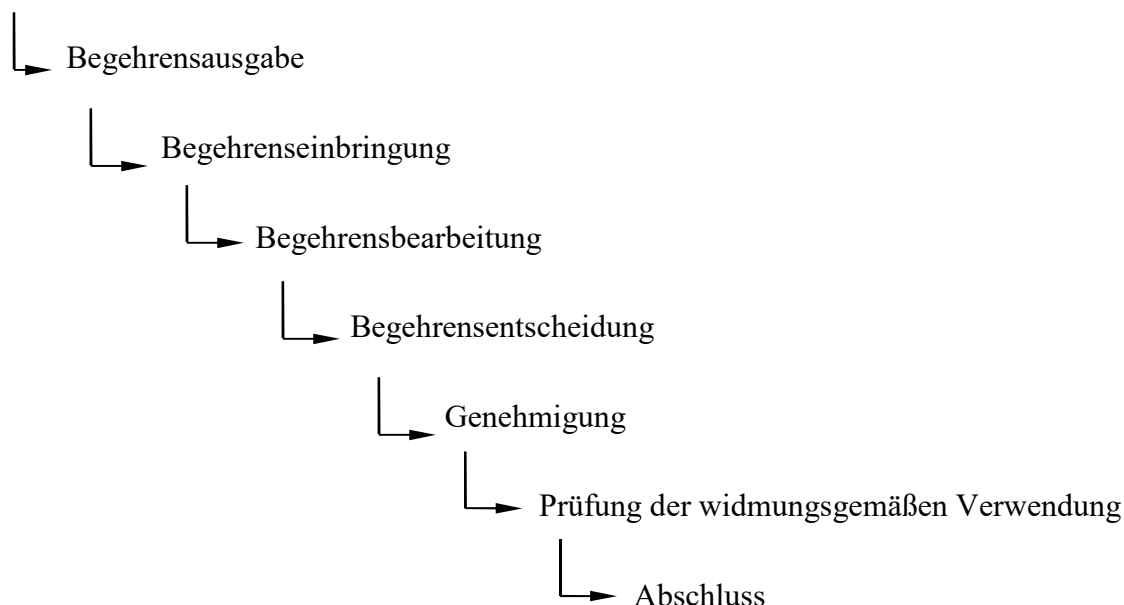 Begehrensausgabe
Begehrenseinbringung
Begehrensbearbeitung
Begehrensentscheidung
Genehmigung
Prüfung der widmungsgemäßen Verwendung
Abschluss